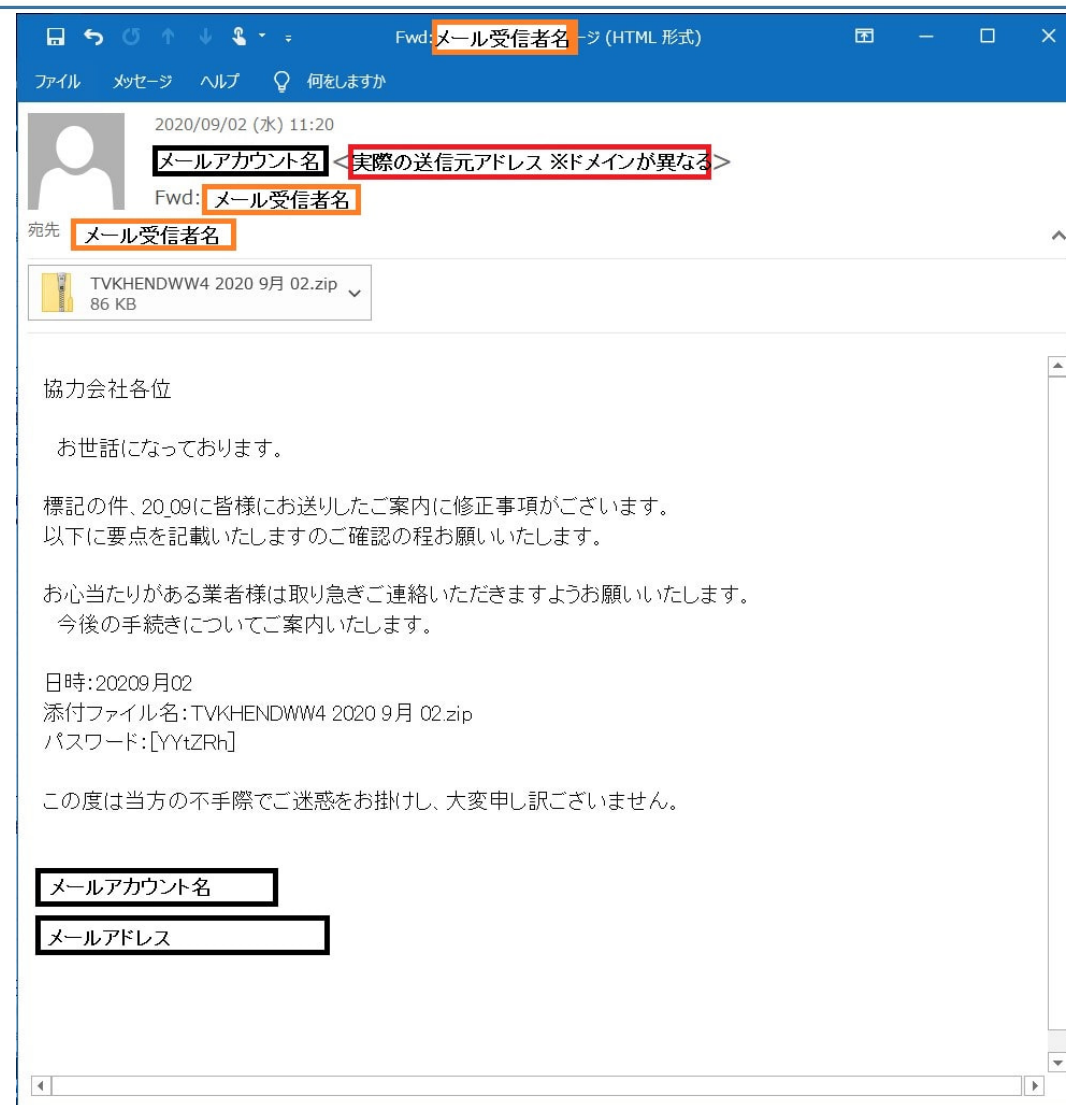 Fwd: メール受信者名 -ジ (HTML 形式)
ファイル メッセージ ヘルプ 何をしますか
2020/09/02 (水) 11:20
メールアカウント名 <実際の送信元アドレス ※ドメインが異なる>
Fwd: メール受信者名
宛先 メール受信者名
TVKHENDWW4 2020 9月 02.zip
86 KB
協力会社各位
お世話になっております。
標記の件、20_09に皆様にお送りしたご案内に修正事項がございます。
以下に要点を記載いたしますのご確認の程お願いいたします。
お心当たりがある業者様は取り急ぎご連絡いただきますようお願いいたします。
今後の手続きについてご案内いたします。
日時:20209月02
添付ファイル名:TVKHENDWW4 2020 9月 02.zip
パスワード:[YYtZRh]
この度は当方の不手際でご迷惑をお掛けし、大変申し訳ございません。
メールアカウント名
メールアドレス